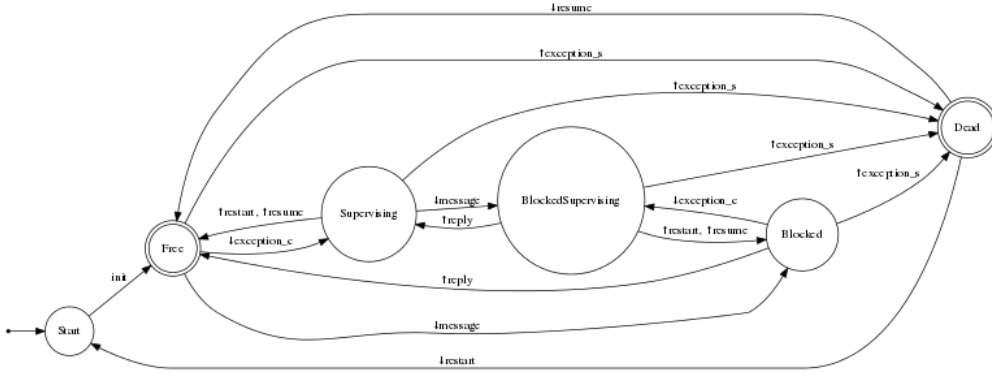 ↓resume
↑exception_s
↑exception_s
Dead
↑exception_s
↑exception_s
Supervising
↓message
BlockedSupervising
↓exception_c
↑restart, ↑resume
↑reply
↑restart, ↑resume
Blocked
Free
↓exception_c
init
↑reply
↓message
Start
↓restart